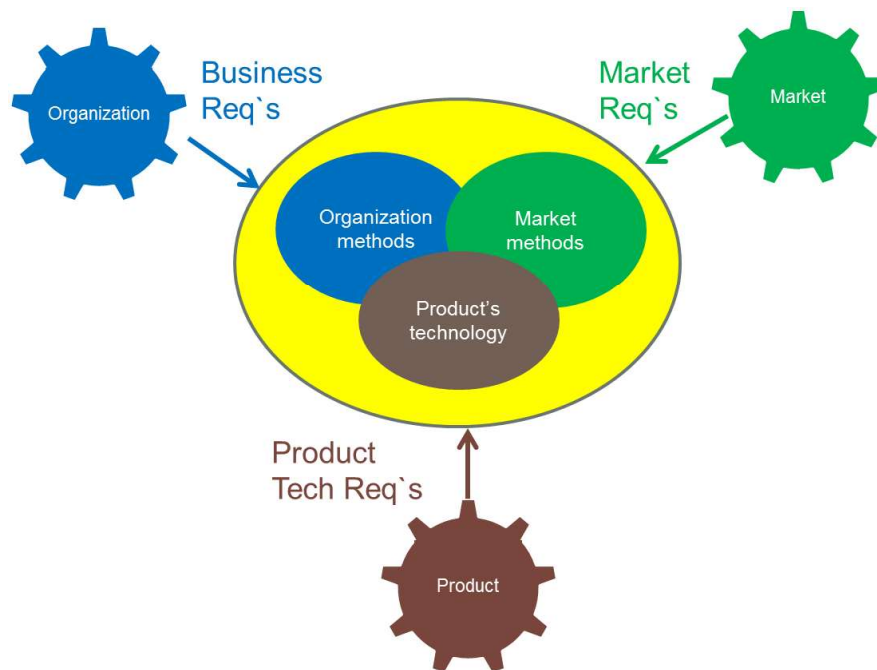 Organization
Business
Req`s
Market
Req`s
Market
Organization
methods
Market
methods
Product's
technology
Product
Tech Req`s
Product